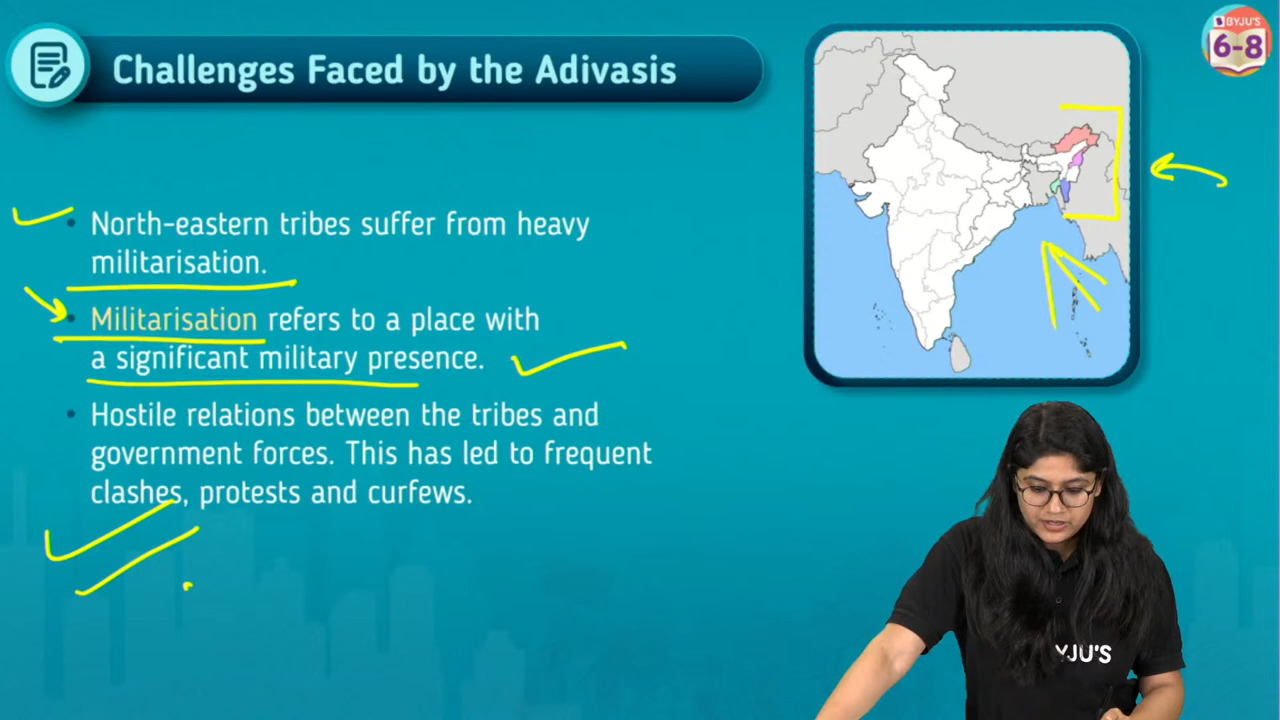 BYJU'S
6-8
Challenges Faced by the Adivasis
• North-eastern tribes suffer from heavy
militarisation.
• Militarisation refers to a place with
a significant military presence.
• Hostile relations between the tribes and
government forces. This has led to frequent
clashes, protests and curfews.
YJU'S